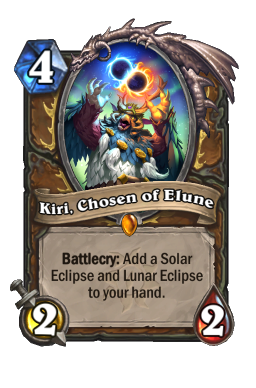 4
Kiri, Chosen of Elune
Battlecry: Add a Solar
Eclipse and Lunar Eclipse
to your hand.
2
2